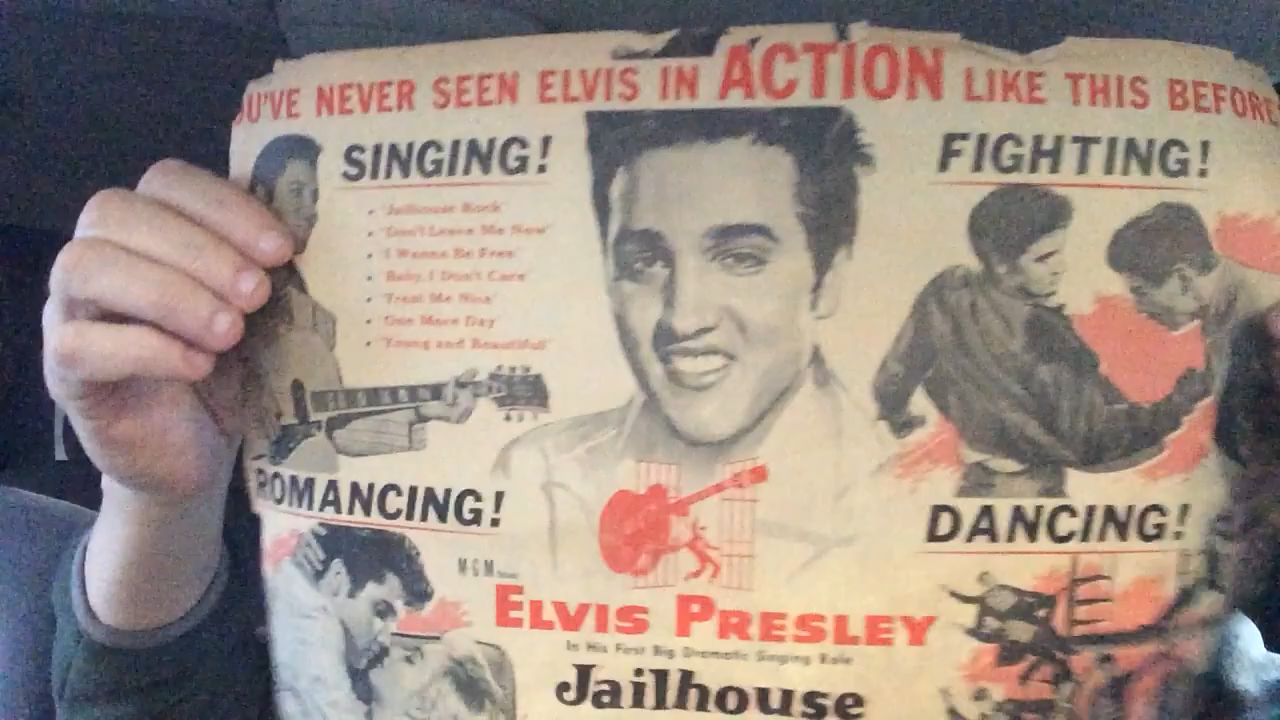 OU'VE NEVER SEEN ELVIS IN ACTION LIKE THIS BEFORE
SINGING!
• 'Jailhouse Rock'
• 'Don't Leave Me Now'
• 'I Wanna Be Free'
• 'Baby, I Don't Care'
• 'Treat Me Nice'
• 'One More Day'
• 'Young and Beautiful'
FIGHTING!
ROMANCING!
DANCING!
M-G-M
ELVIS PRESLEY
In His First Big Dramatic Singing Role
Jailhouse